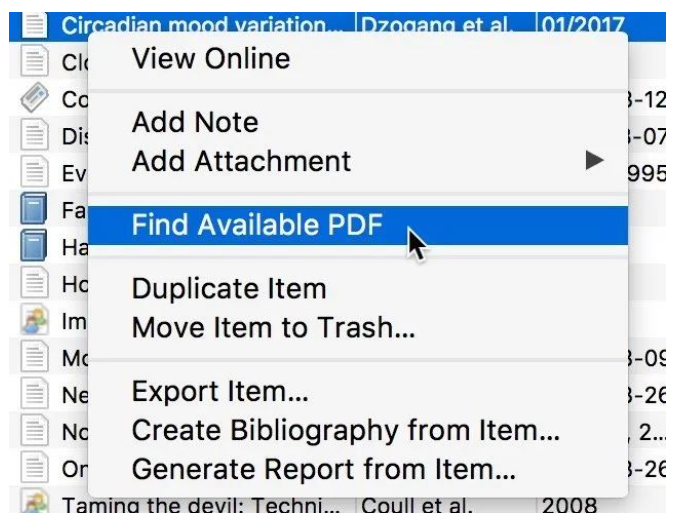 Circadian mood variation... Dzogang et al. 01/2017
Clo
View Online
Co
3-12
Add Note
Dis
3-07
Add Attachment
Ev
995
Fa
Find Available PDF
Ha
Ho
Duplicate Item
Im
Move Item to Trash...
Mo
3-09
Ne
Export Item...
3-26
No
Create Bibliography from Item...
, 2...
On
Generate Report from Item...
3-26
Taming the devil: Techni... Coull et al. 2008